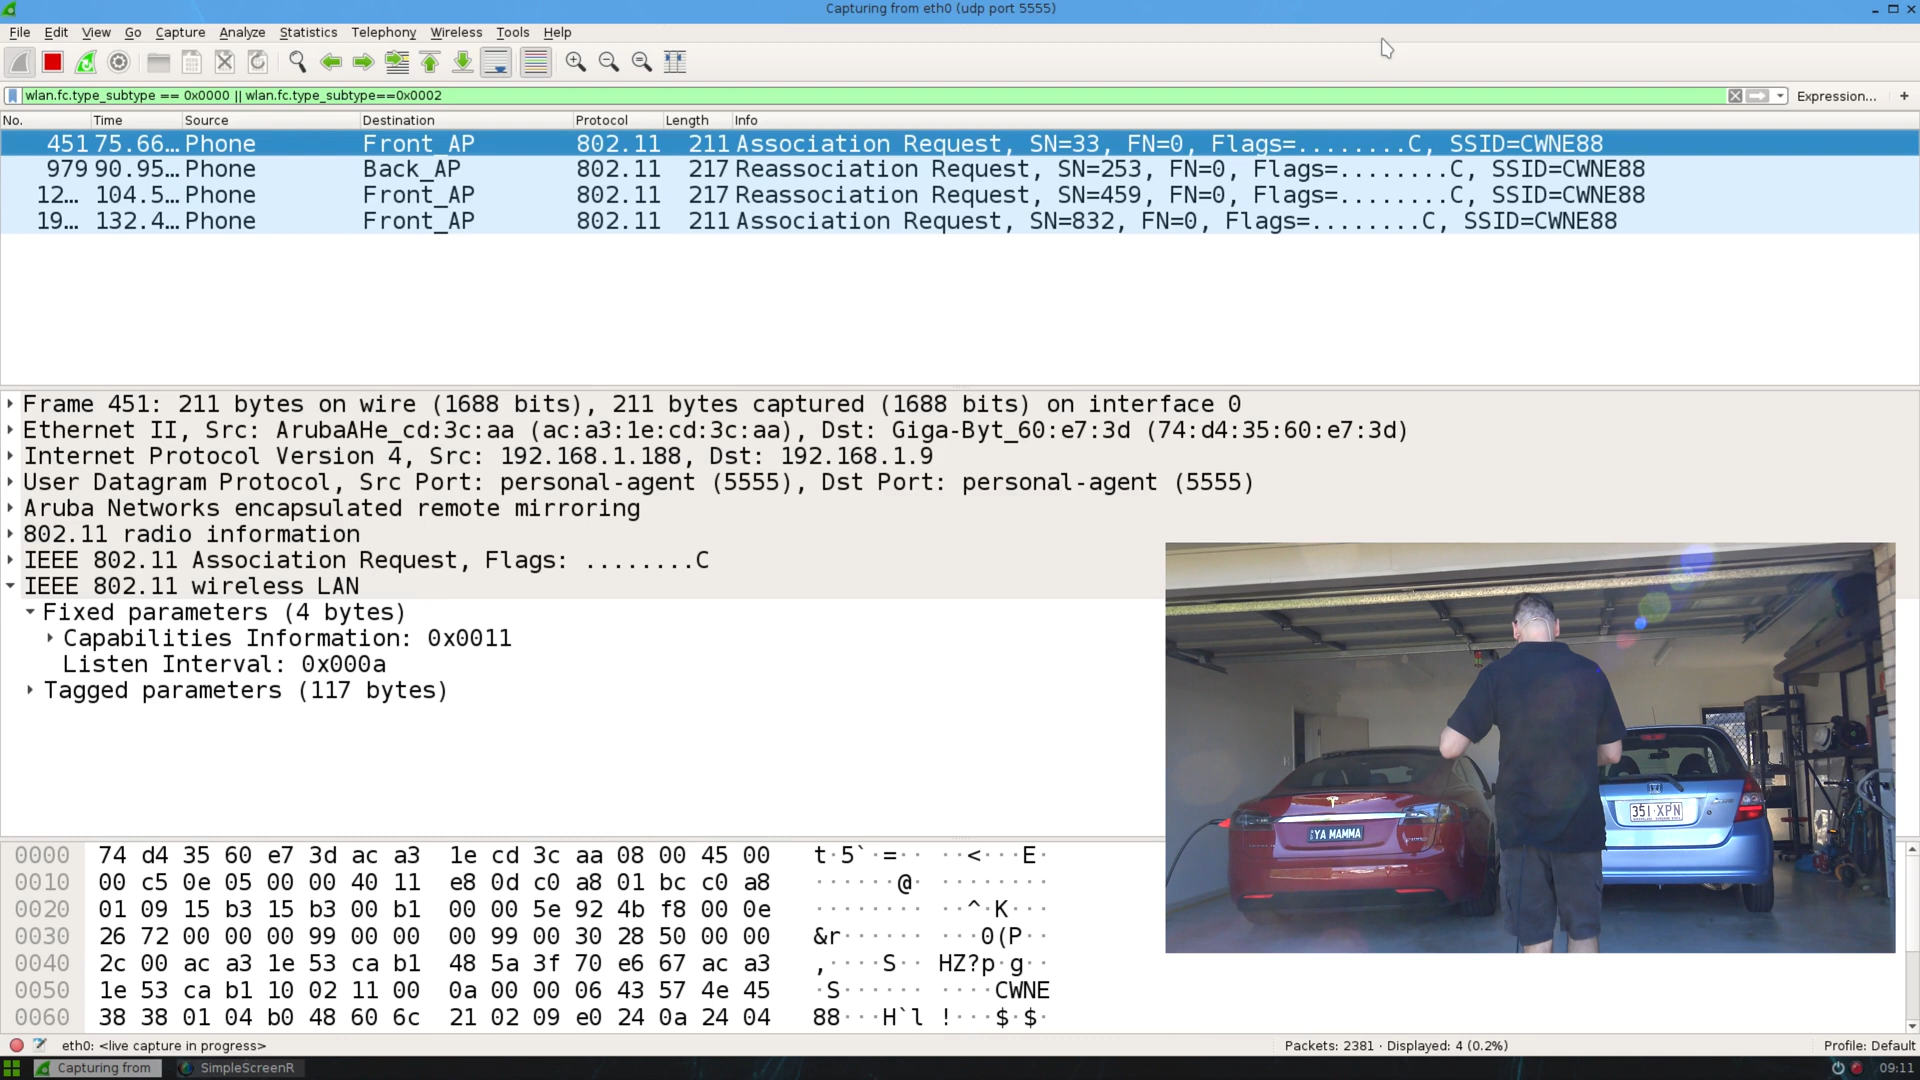 Capturing from eth0 (udp port 5555)
File Edit View Go Capture Analyze Statistics Telephony Wireless Tools Help
wlan.fc.type_subtype == 0x0000 || wlan.fc.type_subtype==0x0002 Expression... +
No. Time Source Destination Protocol Length Info
451 75.66… Phone Front_AP 802.11 211 Association Request, SN=33, FN=0, Flags=........C, SSID=CWNE88
979 90.95… Phone Back_AP 802.11 217 Reassociation Request, SN=253, FN=0, Flags=........C, SSID=CWNE88
12… 104.5… Phone Front_AP 802.11 217 Reassociation Request, SN=459, FN=0, Flags=........C, SSID=CWNE88
19… 132.4… Phone Front_AP 802.11 211 Association Request, SN=832, FN=0, Flags=........C, SSID=CWNE88
Frame 451: 211 bytes on wire (1688 bits), 211 bytes captured (1688 bits) on interface 0
Ethernet II, Src: ArubaAHe_cd:3c:aa (ac:a3:1e:cd:3c:aa), Dst: Giga-Byt_60:e7:3d (74:d4:35:60:e7:3d)
Internet Protocol Version 4, Src: 192.168.1.188, Dst: 192.168.1.9
User Datagram Protocol, Src Port: personal-agent (5555), Dst Port: personal-agent (5555)
Aruba Networks encapsulated remote mirroring
802.11 radio information
IEEE 802.11 Association Request, Flags: ........C
IEEE 802.11 wireless LAN
Fixed parameters (4 bytes)
Capabilities Information: 0x0011
Listen Interval: 0x000a
Tagged parameters (117 bytes)
YA MAMMA
351 XPN
0000 74 d4 35 60 e7 3d ac a3 1e cd 3c aa 08 00 45 00 t·5`·=·· ··<···E·
0010 00 c5 0e 05 00 00 40 11 e8 0d c0 a8 01 bc c0 a8 ······@· ········
0020 01 09 15 b3 15 b3 00 b1 00 00 5e 92 4b f8 00 0e ········ ··^·K···
0030 26 72 00 00 00 99 00 00 00 99 00 30 28 50 00 00 &r······ ···0(P··
0040 2c 00 ac a3 1e 53 ca b1 48 5a 3f 70 e6 67 ac a3 ,····S·· HZ?p·g··
0050 1e 53 ca b1 10 02 11 00 0a 00 00 06 43 57 4e 45 ·S······ ····CWNE
0060 38 38 01 04 b0 48 60 6c 21 02 09 e0 24 0a 24 04 88···H`l !···$·$·
eth0: <live capture in progress> Packets: 2381 · Displayed: 4 (0.2%) Profile: Default
Capturing from SimpleScreenR 09:11